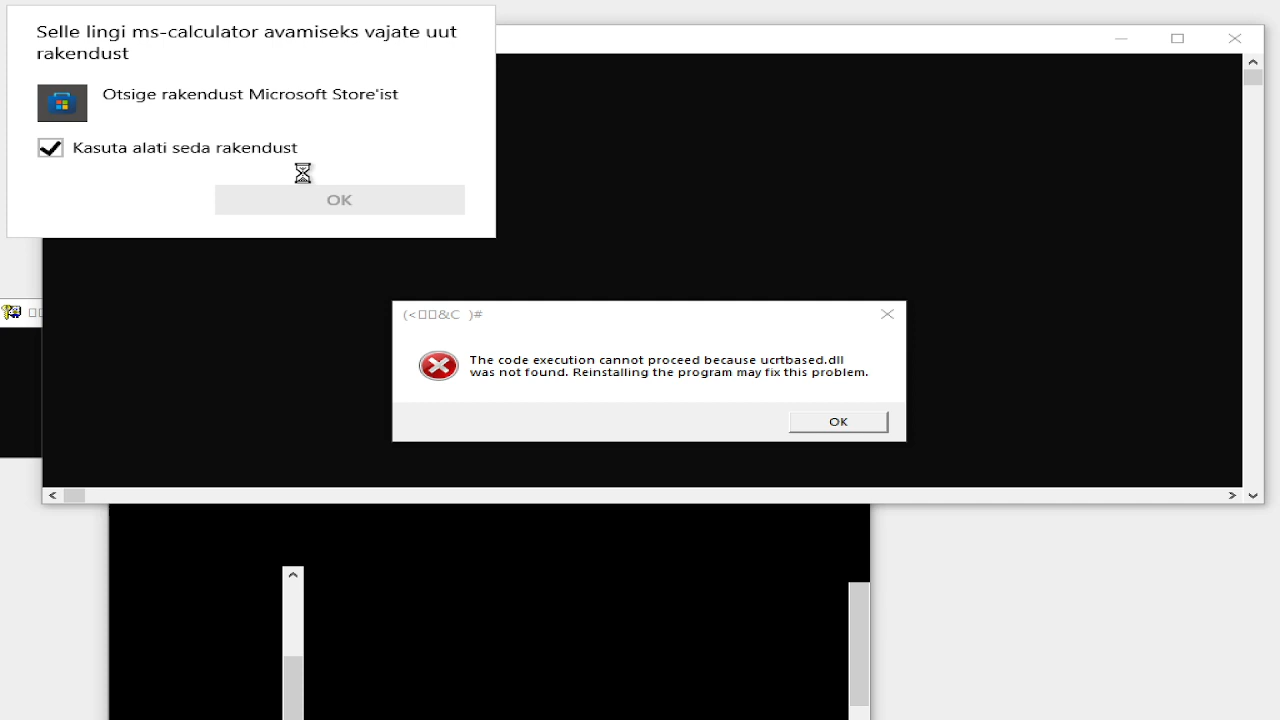 Selle lingi ms-calculator avamiseks vajate uut
rakendust
Otsige rakendust Microsoft Store'ist
Kasuta alati seda rakendust
OK
(<□□&C )#
The code execution cannot proceed because ucrtbased.dll
was not found. Reinstalling the program may fix this problem.
OK